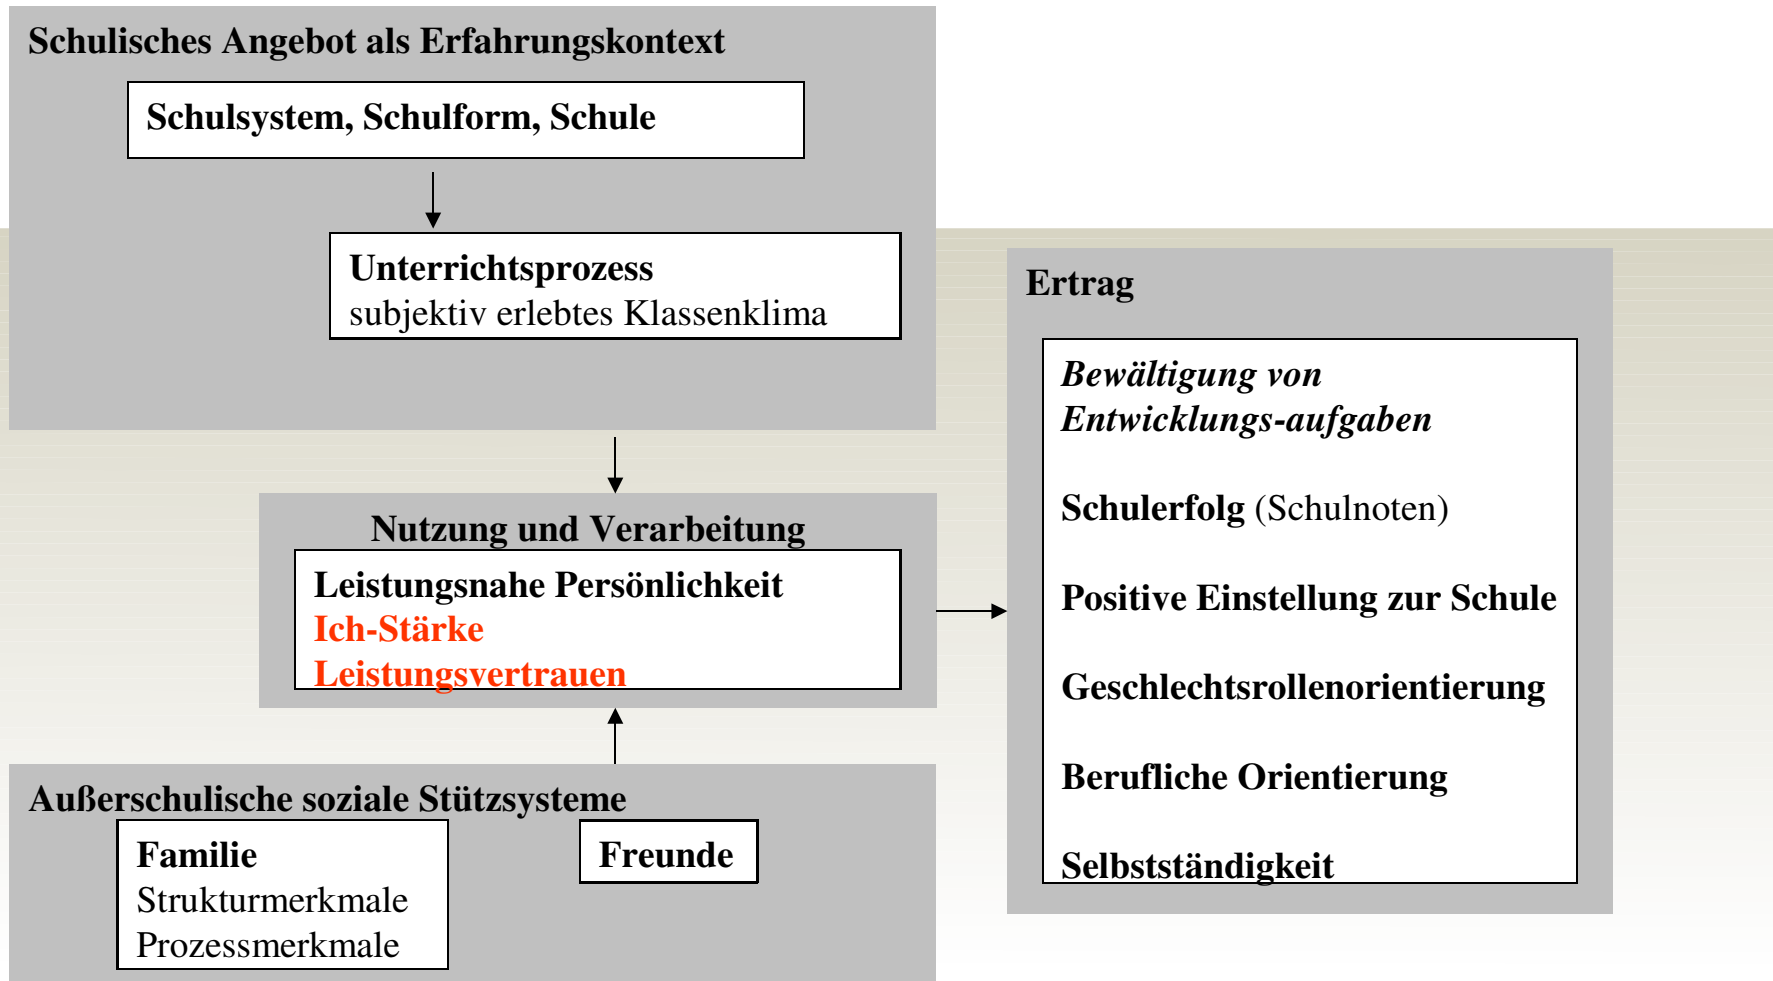 Schulisches Angebot als Erfahrungskontext
Schulsystem, Schulform, Schule
Unterrichtsprozess
subjektiv erlebtes Klassenklima
Nutzung und Verarbeitung
Leistungsnahe Persönlichkeit
Ich-Stärke
Leistungsvertrauen
Außerschulische soziale Stützsysteme
Familie
Strukturmerkmale
Prozessmerkmale
Freunde
Ertrag
Bewältigung von
Entwicklungs-aufgaben
Schulerfolg (Schulnoten)
Positive Einstellung zur Schule
Geschlechtsrollenorientierung
Berufliche Orientierung
Selbstständigkeit